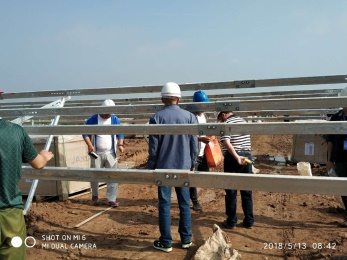 SHOT ON MI 6
MI DUAL CAMERA
2018/5/13 08:42